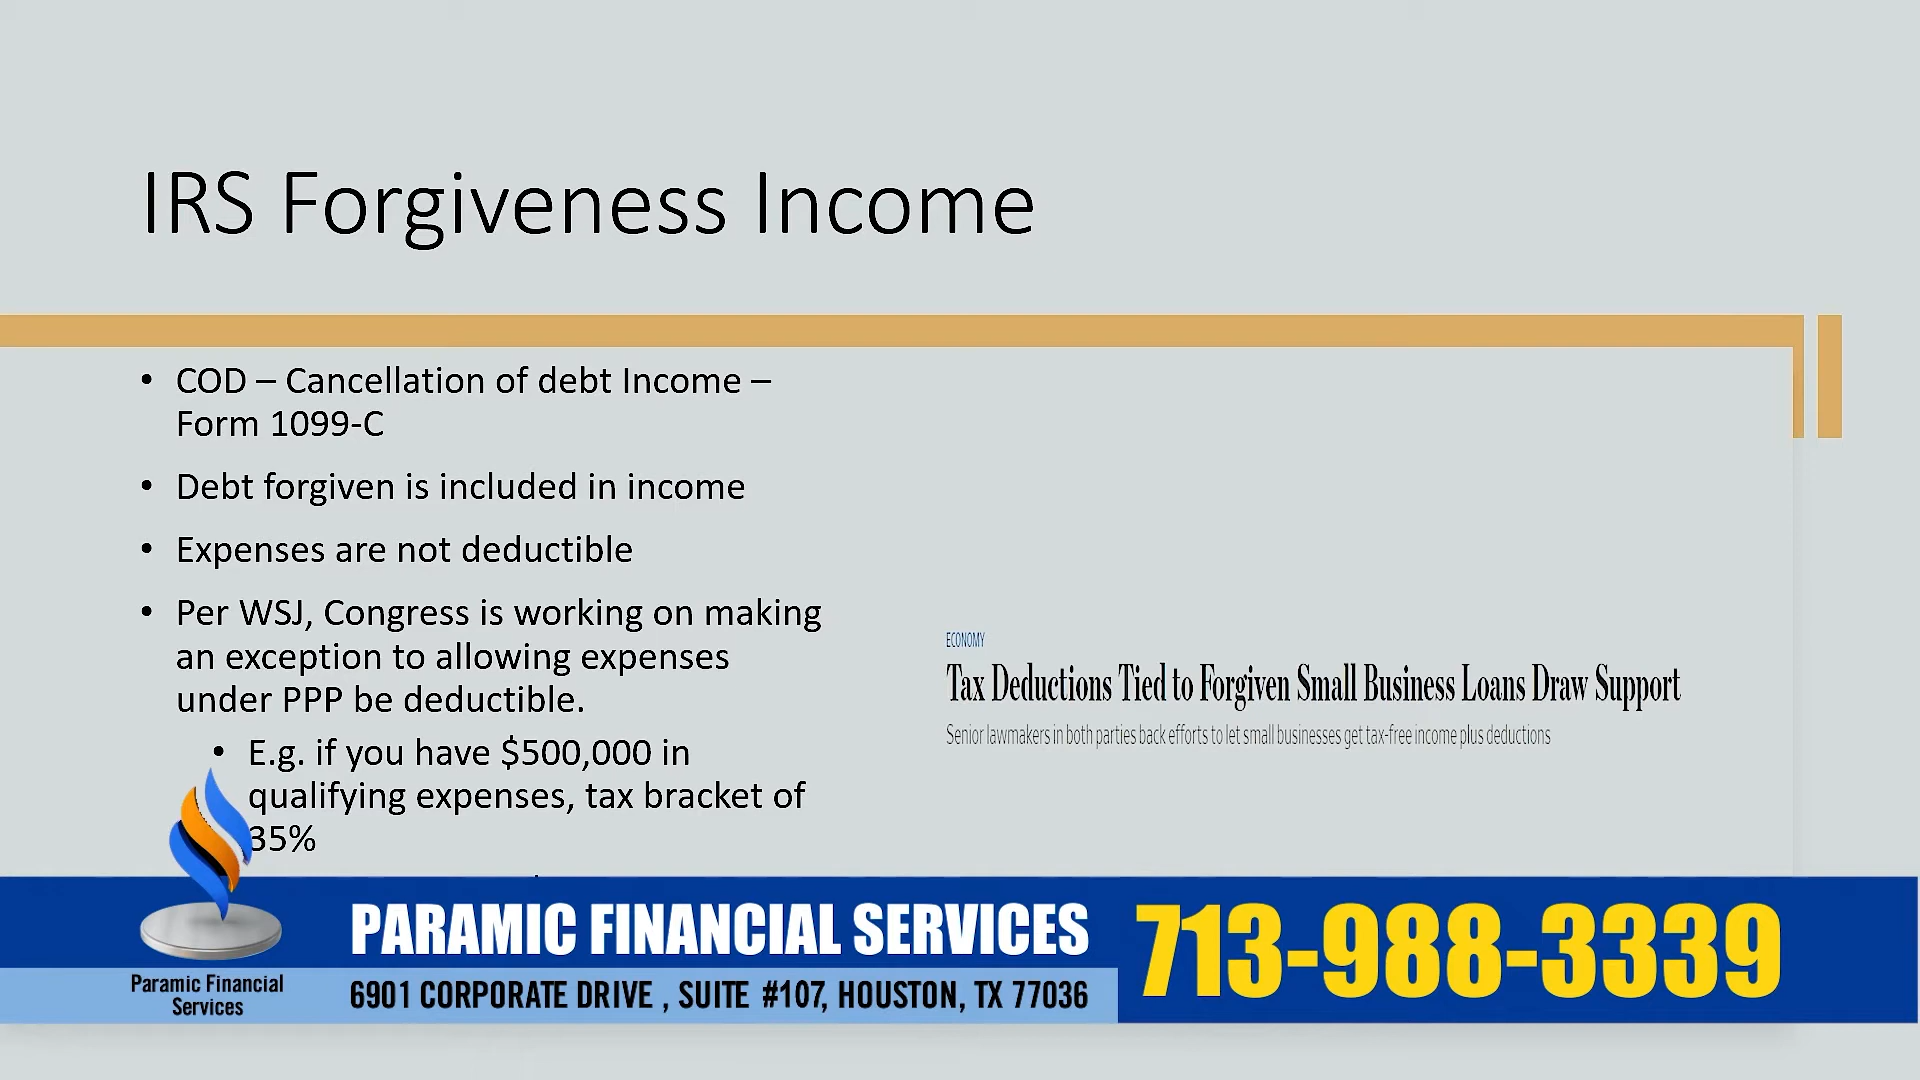 IRS Forgiveness Income
• COD – Cancellation of debt Income –
Form 1099-C
• Debt forgiven is included in income
• Expenses are not deductible
• Per WSJ, Congress is working on making
an exception to allowing expenses
under PPP be deductible.
• E.g. if you have $500,000 in
qualifying expenses, tax bracket of
35%
ECONOMY
Tax Deductions Tied to Forgiven Small Business Loans Draw Support
Senior lawmakers in both parties back efforts to let small businesses get tax-free income plus deductions
Paramic Financial
Services
PARAMIC FINANCIAL SERVICES
6901 CORPORATE DRIVE , SUITE #107, HOUSTON, TX 77036
713-988-3339